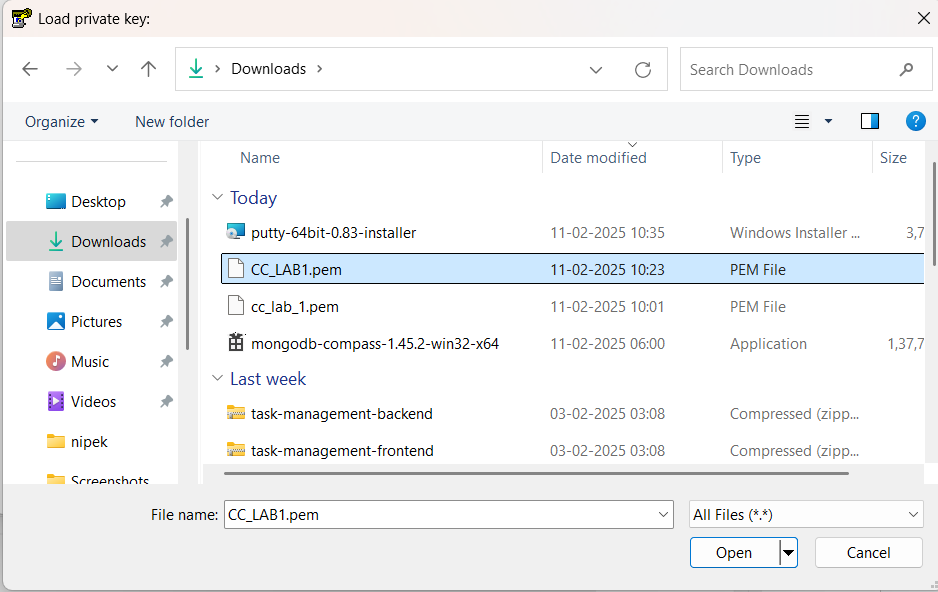 Load private key:
Downloads
Search Downloads
Organize
New folder
?
Name
Date modified
Type
Size
Today
putty-64bit-0.83-installer 11-02-2025 10:35 Windows Installer ... 3,7
CC_LAB1.pem 11-02-2025 10:23 PEM File
cc_lab_1.pem 11-02-2025 10:01 PEM File
mongodb-compass-1.45.2-win32-x64 11-02-2025 06:00 Application 1,37,7
Last week
task-management-backend 03-02-2025 03:08 Compressed (zipp...
task-management-frontend 03-02-2025 03:08 Compressed (zipp...
Desktop
Downloads
Documents
Pictures
Music
Videos
nipek
Screenshots
File name: CC_LAB1.pem
All Files (*.*)
Open
Cancel